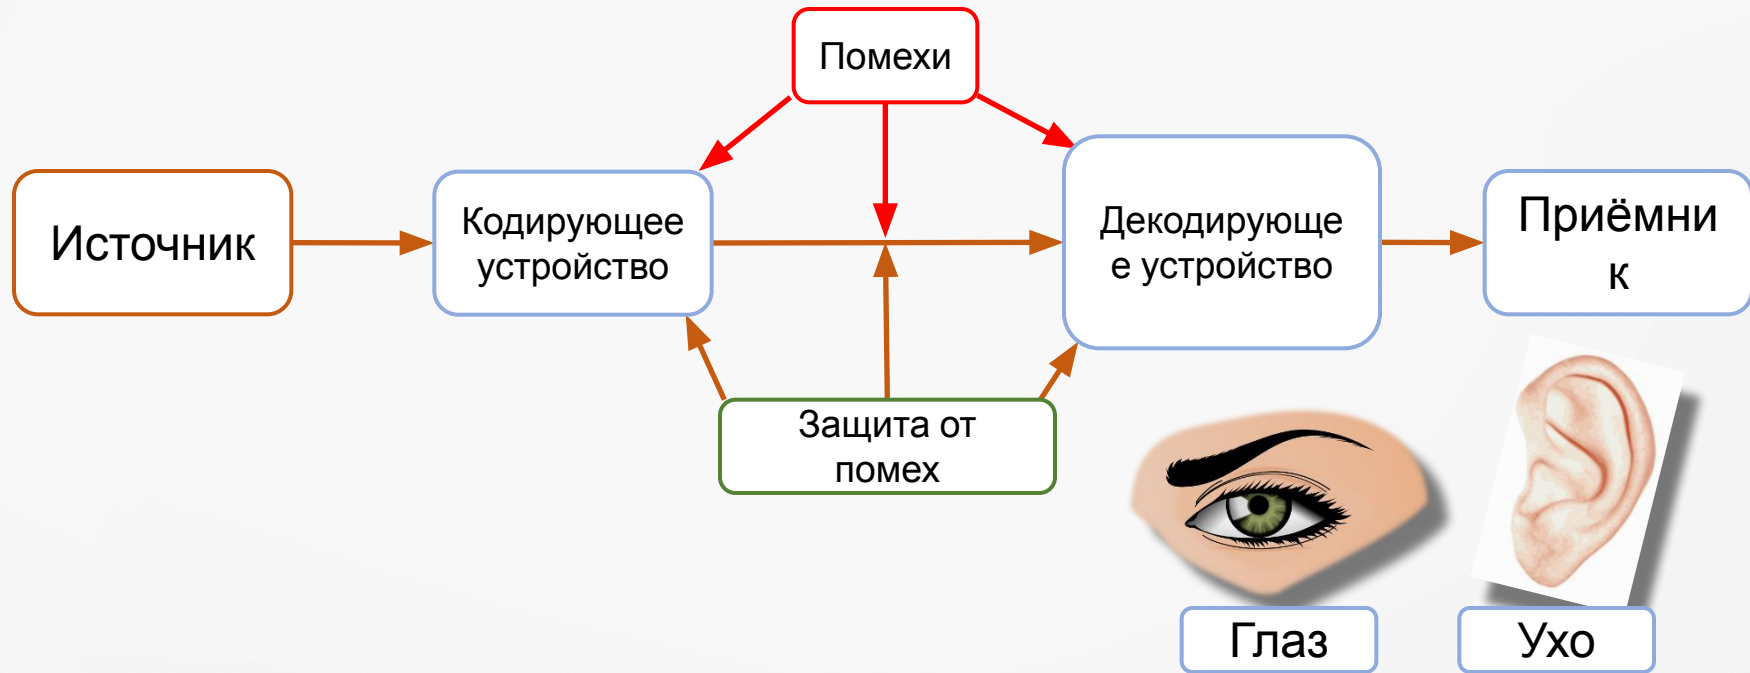 Помехи
Источник
Кодирующее
устройство
Декодирующе
е устройство
Приёмни
к
Защита от
помех
Глаз
Ухо